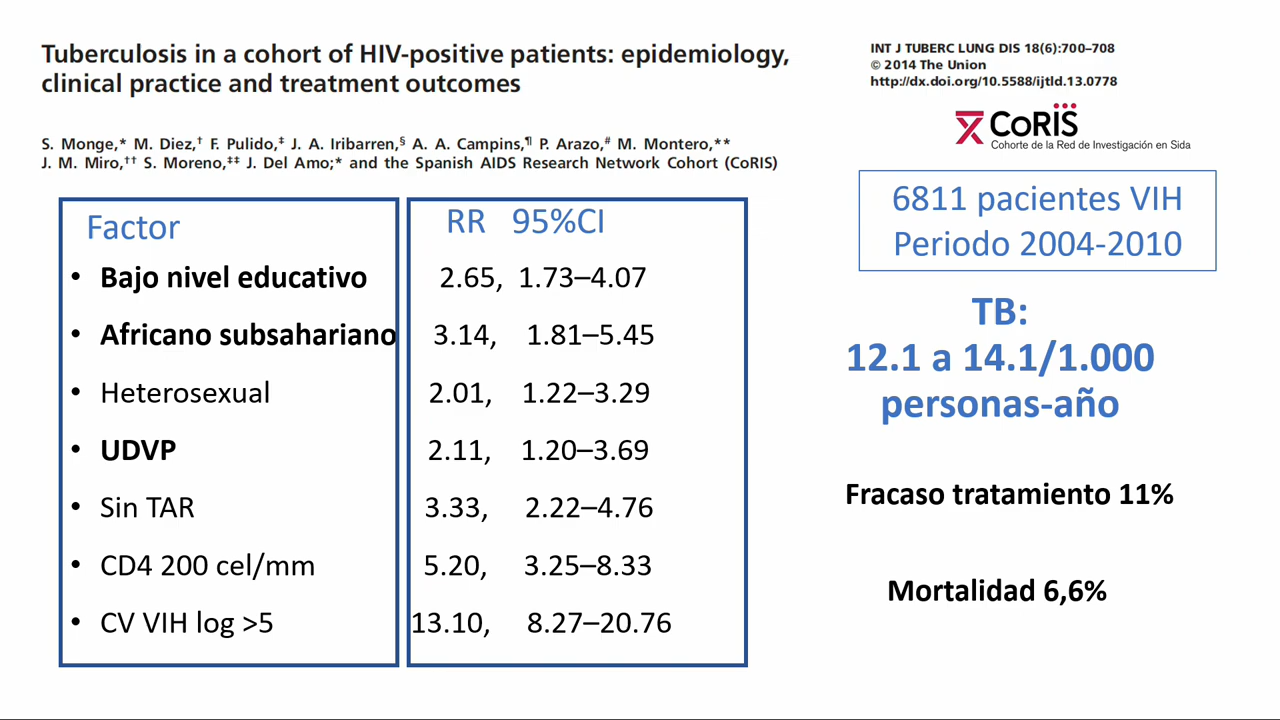 Tuberculosis in a cohort of HIV-positive patients: epidemiology,
clinical practice and treatment outcomes
S. Monge,* M. Diez,† F. Pulido,‡ J. A. Iribarren,§ A. A. Campins,¶ P. Arazo,# M. Montero,**
J. M. Miro,†† S. Moreno,‡‡ J. Del Amo;* and the Spanish AIDS Research Network Cohort (CoRIS)
INT J TUBERC LUNG DIS 18(6):700–708
© 2014 The Union
http://dx.doi.org/10.5588/ijtld.13.0778
CoRIS
Cohorte de la Red de Investigación en Sida
Factor RR 95%CI
• Bajo nivel educativo 2.65, 1.73–4.07
• Africano subsahariano 3.14, 1.81–5.45
• Heterosexual 2.01, 1.22–3.29
• UDVP 2.11, 1.20–3.69
• Sin TAR 3.33, 2.22–4.76
• CD4 200 cel/mm 5.20, 3.25–8.33
• CV VIH log >5 13.10, 8.27–20.76
6811 pacientes VIH
Periodo 2004-2010
TB:
12.1 a 14.1/1.000
personas-año
Fracaso tratamiento 11%
Mortalidad 6,6%